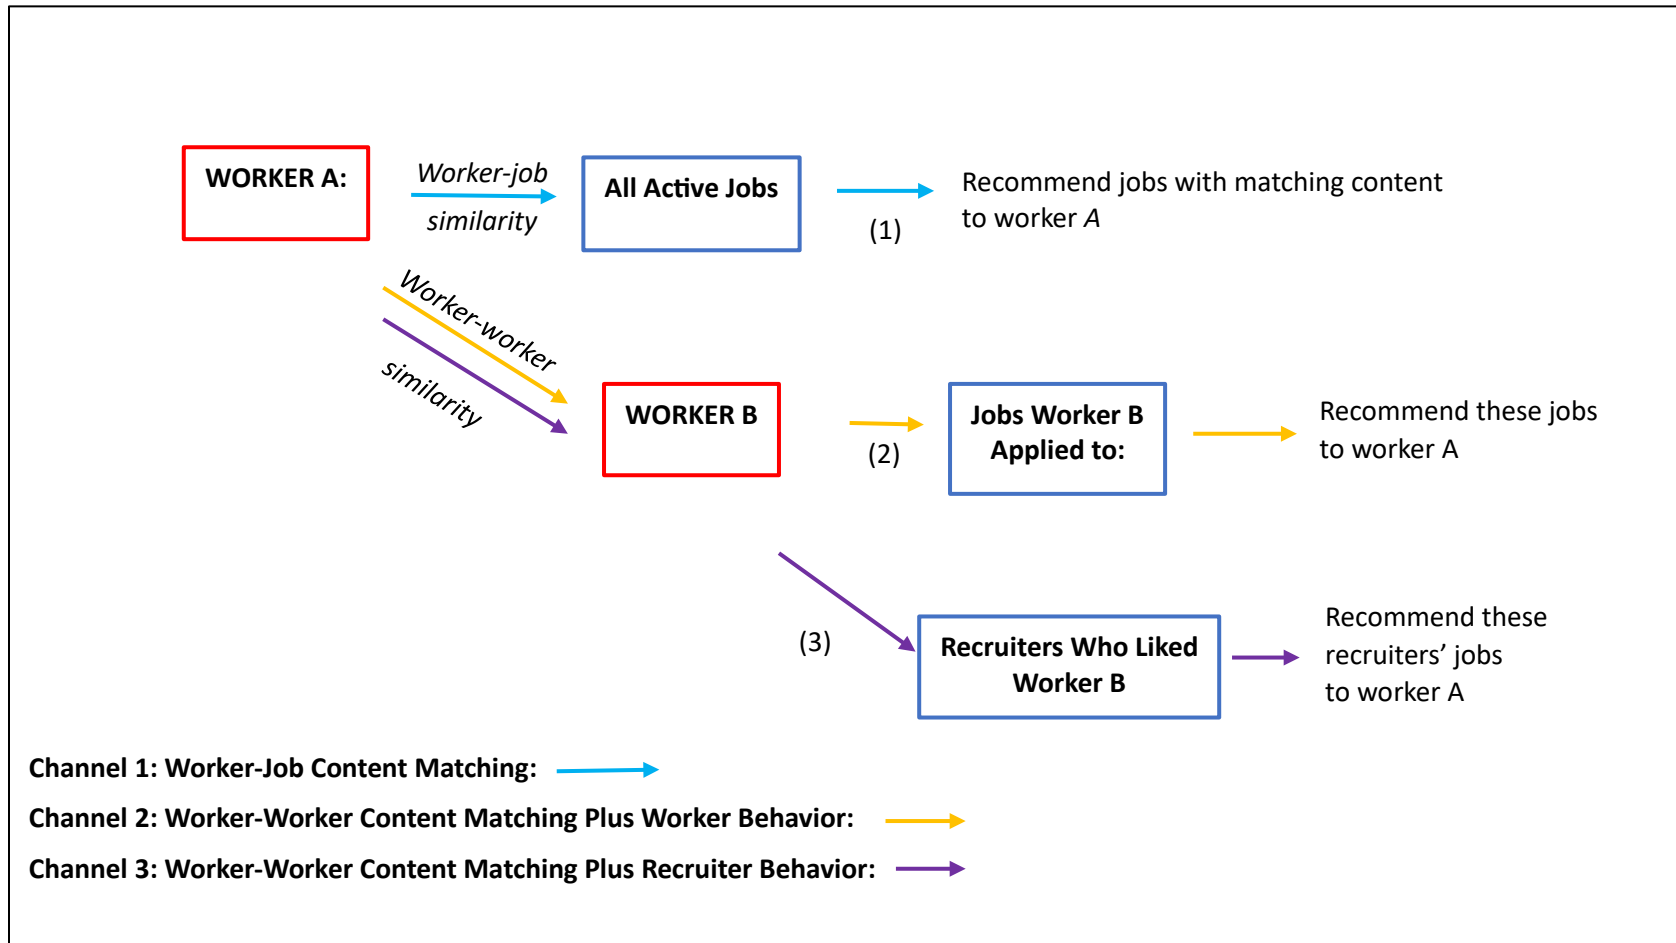 WORKER A:
Worker-job
similarity
All Active Jobs
(1)
Recommend jobs with matching content
to worker A
Worker-worker
similarity
WORKER B
(2)
Jobs Worker B
Applied to:
Recommend these jobs
to worker A
(3)
Recruiters Who Liked
Worker B
Recommend these
recruiters’ jobs
to worker A
Channel 1: Worker-Job Content Matching:
Channel 2: Worker-Worker Content Matching Plus Worker Behavior:
Channel 3: Worker-Worker Content Matching Plus Recruiter Behavior: